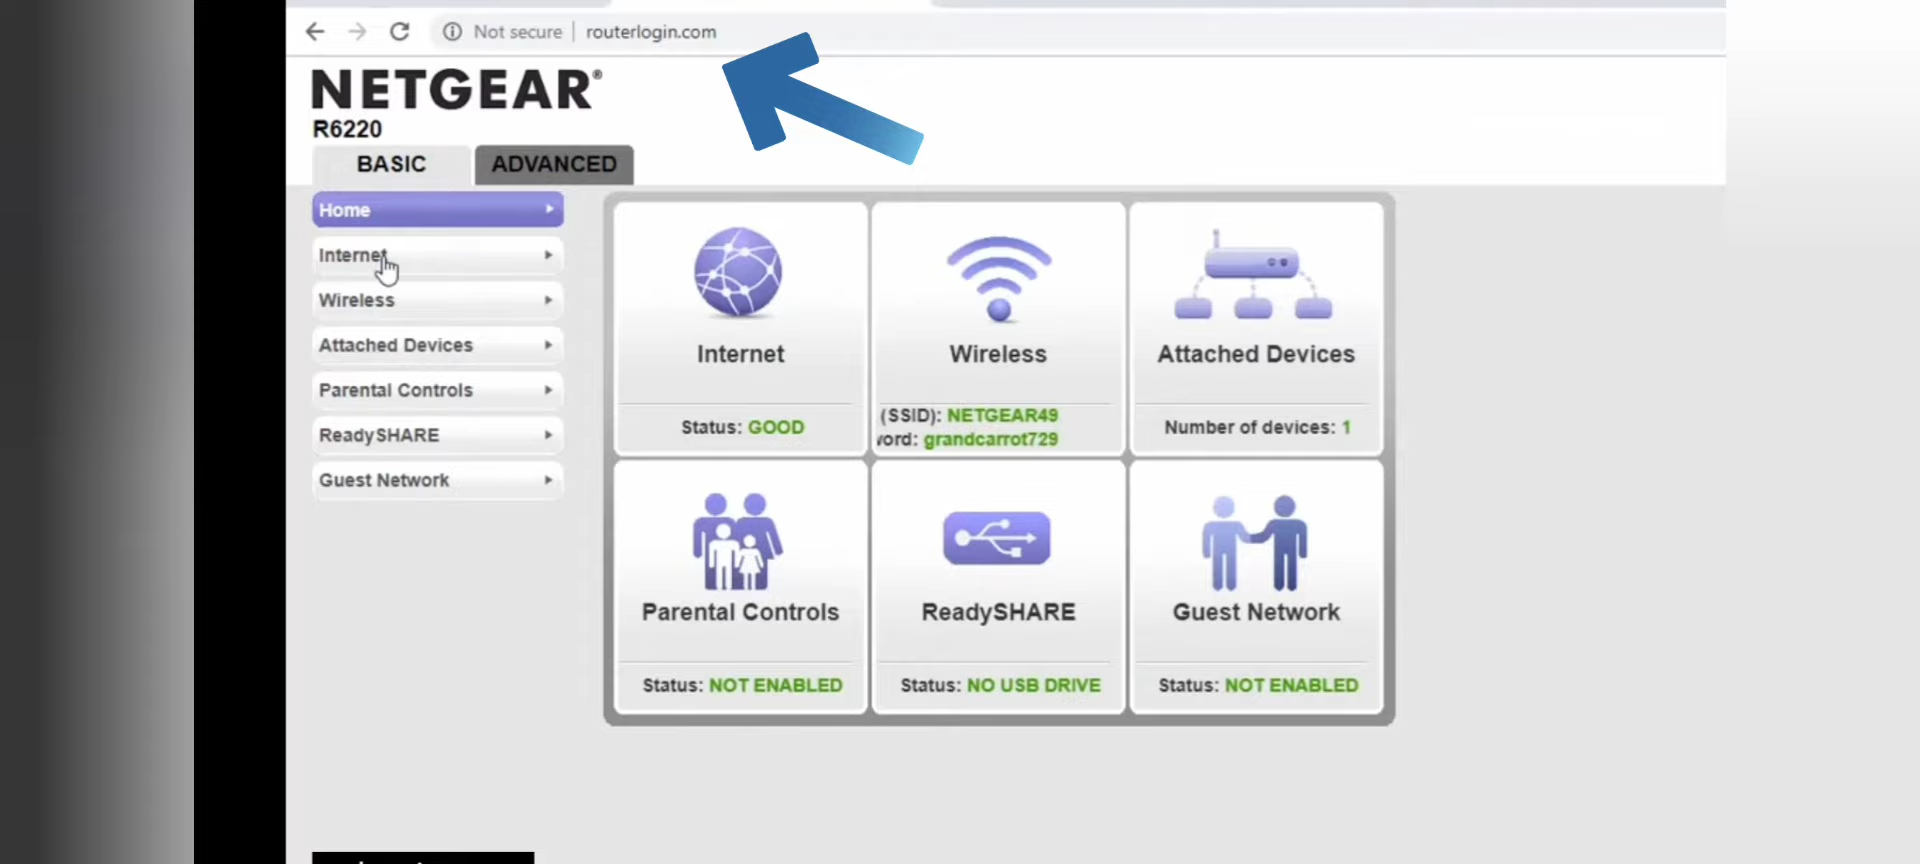 Not secure | routerlogin.com
NETGEAR®
R6220
BASIC
ADVANCED
Home
Internet
Wireless
Attached Devices
Parental Controls
ReadySHARE
Guest Network
Internet
Status: GOOD
Wireless
(SSID): NETGEAR49
word: grandcarrot729
Attached Devices
Number of devices: 1
Parental Controls
Status: NOT ENABLED
ReadySHARE
Status: NO USB DRIVE
Guest Network
Status: NOT ENABLED